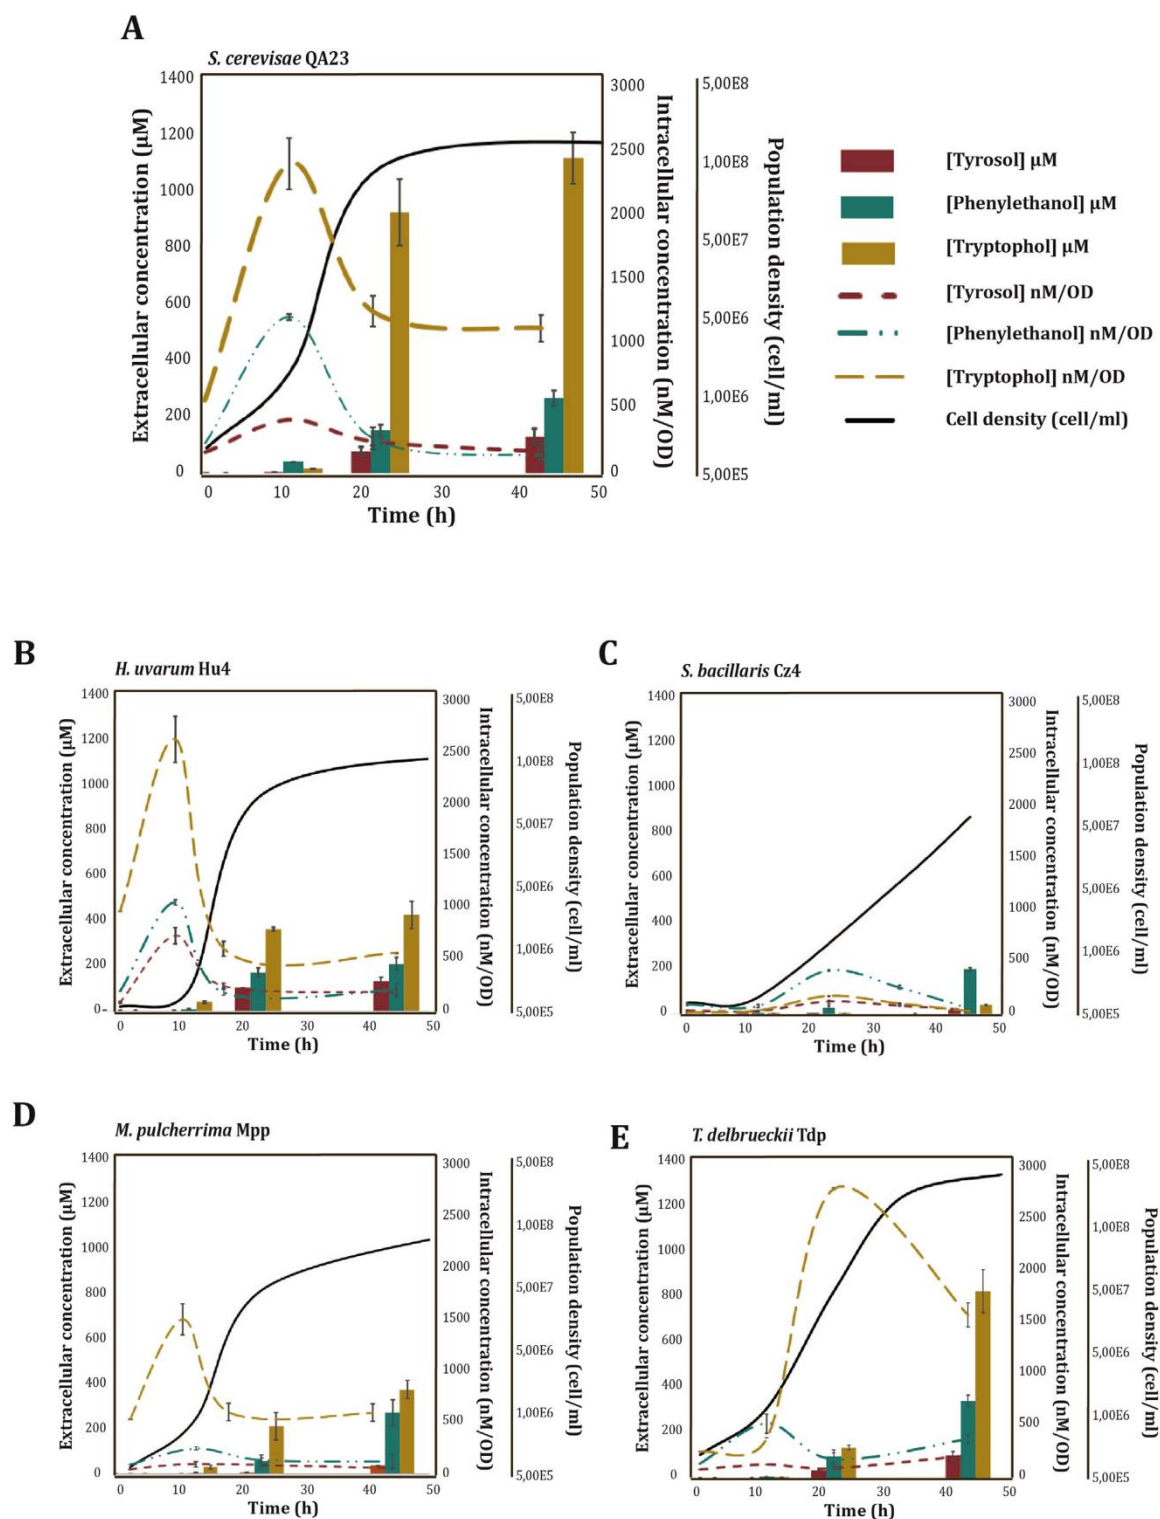 A
S. cerevisae QA23
1400
1200
1000
800
600
400
200
0
Extracellular concentration (µM)
3000
2500
2000
1500
1000
500
0
Intracellular concentration (nM/OD)
5,00E8
1,00E8
5,00E7
5,00E6
1,00E6
5,00E5
Population density (cell/ml)
0 10 20 30 40 50
Time (h)
[Tyrosol] µM
[Phenylethanol] µM
[Tryptophol] µM
[Tyrosol] nM/OD
[Phenylethanol] nM/OD
[Tryptophol] nM/OD
Cell density (cell/ml)
B
H. uvarum Hu4
1400
1200
1000
800
600
400
200
0
Extracellular concentration (µM)
3000
2500
2000
1500
1000
500
0
Intracellular concentration (nM/OD)
5,00E8
1,00E8
5,00E7
5,00E6
1,00E6
5,00E5
Population density (cell/ml)
0 10 20 30 40 50
Time (h)
C
S. bacillaris Cz4
1400
1200
1000
800
600
400
200
0
Extracellular concentration (µM)
3000
2500
2000
1500
1000
500
0
Intracellular concentration (nM/OD)
5,00E8
1,00E8
5,00E7
5,00E6
1,00E6
5,00E5
Population density (cell/ml)
0 10 20 30 40 50
Time (h)
D
M. pulcherrima Mpp
1400
1200
1000
800
600
400
200
0
Extracellular concentration (µM)
3000
2500
2000
1500
1000
500
0
Intracellular concentration (nM/OD)
5,00E8
1,00E8
5,00E7
5,00E6
1,00E6
5,00E5
Population density (cell/ml)
0 10 20 30 40 50
Time (h)
E
T. delbrueckii Tdp
1400
1200
1000
800
600
400
200
0
Extracellular concentration (µM)
3000
2500
2000
1500
1000
500
0
Intracellular concentration (nM/OD)
5,00E8
1,00E8
5,00E7
5,00E6
1,00E6
5,00E5
Population density (cell/ml)
0 10 20 30 40 50
Time (h)